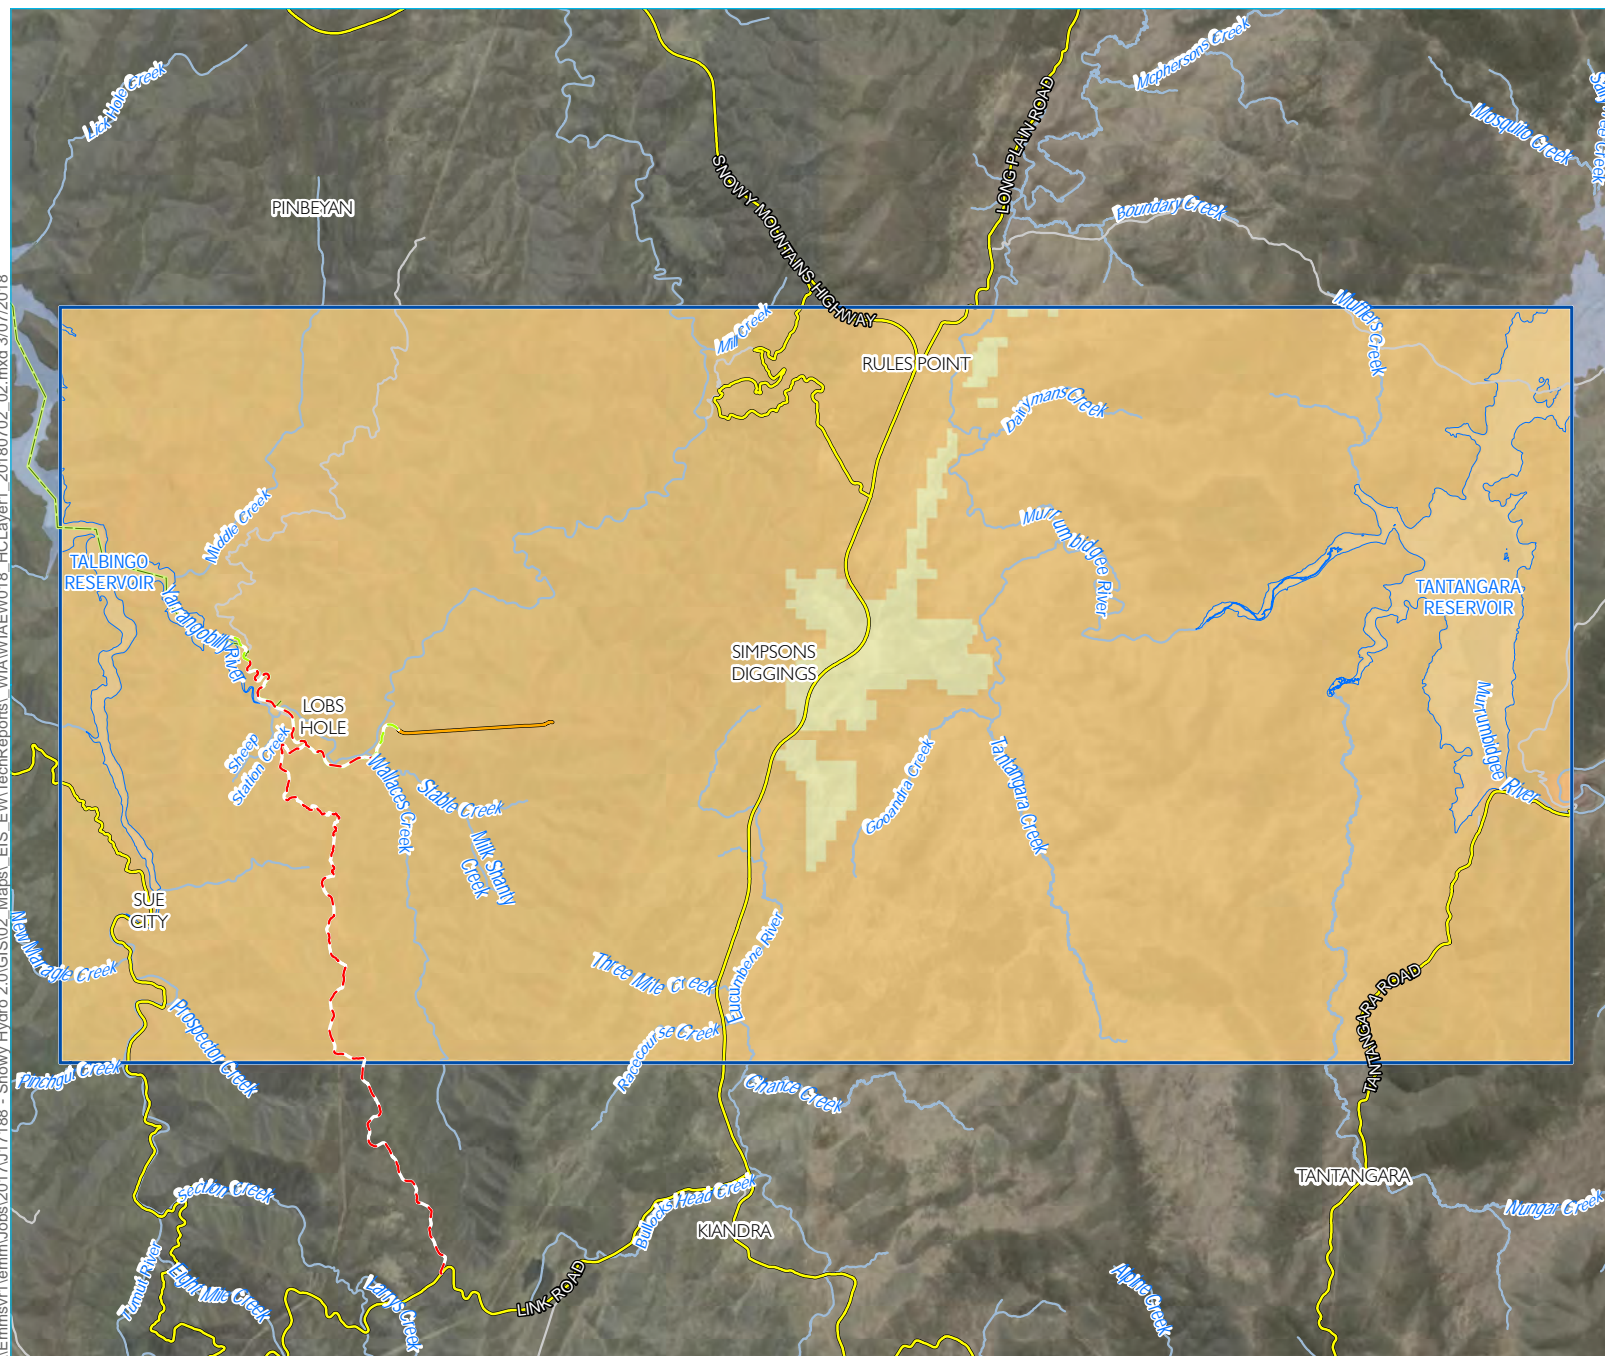 Lick Hole Creek
Mcphersons Creek
Mosquito Creek
LONG PLAIN ROAD
SNOWY MOUNTAINS HIGHWAY
PINBEYAN
Boundary Creek
Mufflers Creek
Mill Creek
RULES POINT
Dairymans Creek
Middle Creek
Murrumbidgee River
TALBINGO
RESERVOIR
TANTANGARA
RESERVOIR
Yarrangobilly River
SIMPSONS
DIGGINGS
LOBS
HOLE
Sheep
Station Creek
Wallaces Creek
Stable Creek
Milk Shanty
Creek
Gooandra Creek
Tantangara Creek
Murrumbidgee River
SUE
CITY
New Maragle Creek
Three Mile Creek
Eucumbene River
Prospector Creek
Racecourse Creek
TANTANGARA ROAD
Pinchgut Creek
Chance Creek
Section Creek
TANTANGARA
Nungar Creek
Bullocks Head Creek
KIANDRA
Tumut River
Eight Mile Creek
LINK ROAD
Alpine Creek